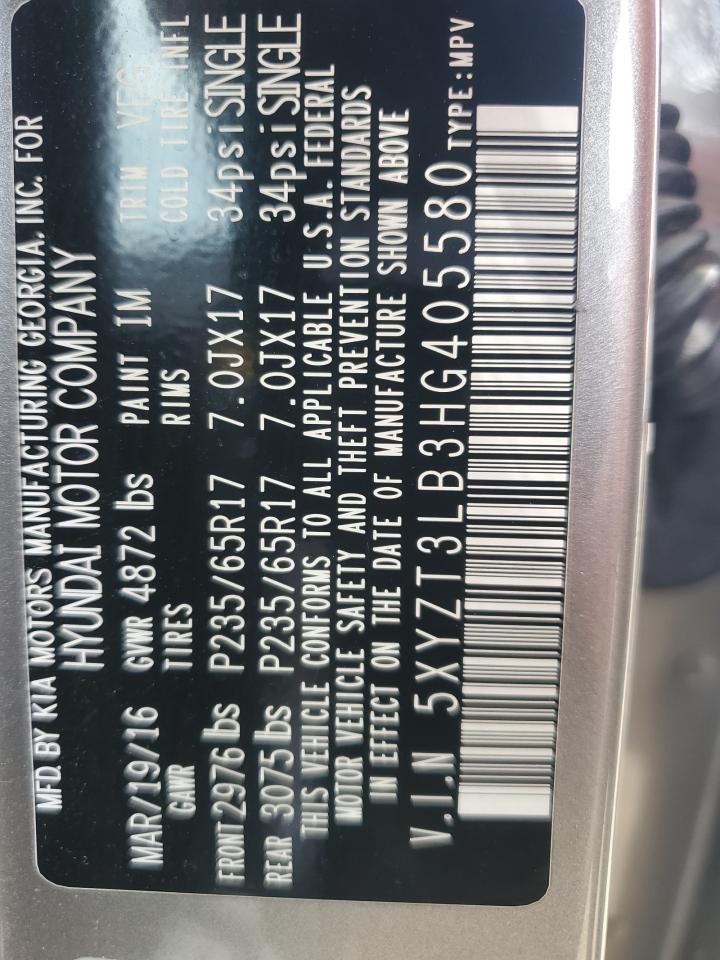 MFD. BY KIA MOTORS MANUFACTURING GEORGIA, INC. FOR
HYUNDAI MOTOR COMPANY
MAR/19/16 GVWR 4872 lbs PAINT IM TRIM VFG
GAWR TIRES RIMS COLD TIRE INFL
FRONT 2976 lbs P235/65R17 7.0JX17 34psi SINGLE
REAR 3075 lbs P235/65R17 7.0JX17 34psi SINGLE
THIS VEHICLE CONFORMS TO ALL APPLICABLE U.S.A. FEDERAL
MOTOR VEHICLE SAFETY AND THEFT PREVENTION STANDARDS
IN EFFECT ON THE DATE OF MANUFACTURE SHOWN ABOVE
V.I.N 5XYZT3LB3HG405580 TYPE:MPV